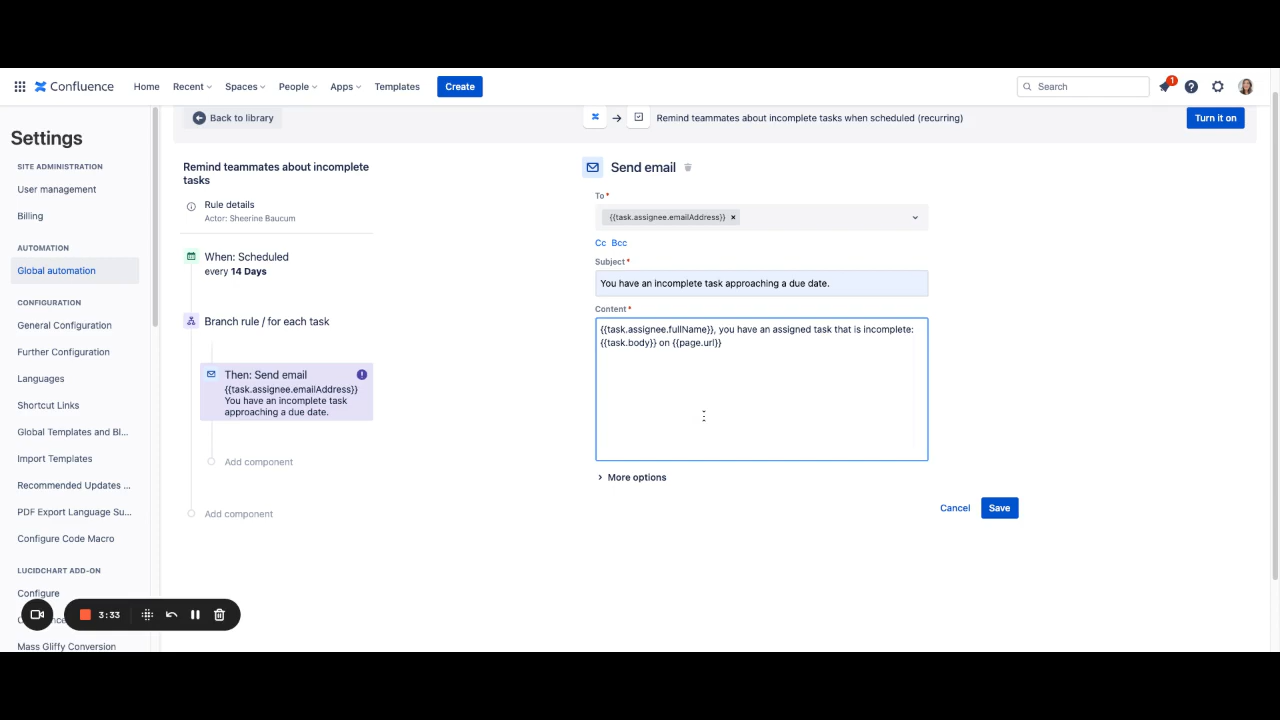 Confluence
Home
Recent
Spaces
People
Apps
Templates
Create
Search
1
Settings
SITE ADMINISTRATION
User management
Billing
AUTOMATION
Global automation
CONFIGURATION
General Configuration
Further Configuration
Languages
Shortcut Links
Global Templates and Bl...
Import Templates
Recommended Updates ...
PDF Export Language Su...
Configure Code Macro
LUCIDCHART ADD-ON
Configure
Mass Gliffy Conversion
3:33
Back to library
Remind teammates about incomplete tasks when scheduled (recurring)
Turn it on
Remind teammates about incomplete
tasks
Rule details
Actor: Sheerine Baucum
When: Scheduled
every 14 Days
Branch rule / for each task
Then: Send email
{{task.assignee.emailAddress}}
You have an incomplete task
approaching a due date.
Add component
Add component
Send email
To*
{{task.assignee.emailAddress}} ×
Cc Bcc
Subject*
You have an incomplete task approaching a due date.
Content*
{{task.assignee.fullName}}, you have an assigned task that is incomplete:
{{task.body}} on {{page.url}}
More options
Cancel
Save